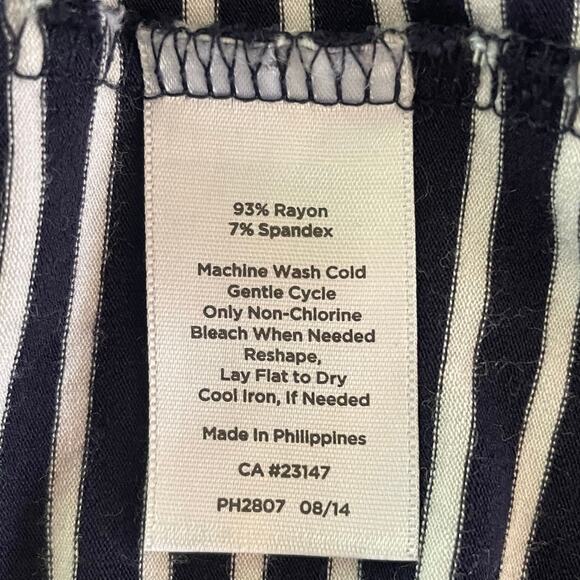 93% Rayon
7% Spandex
Machine Wash Cold
Gentle Cycle
Only Non-Chlorine
Bleach When Needed
Reshape,
Lay Flat to Dry
Cool Iron, If Needed
Made In Philippines
CA #23147
PH2807 08/14